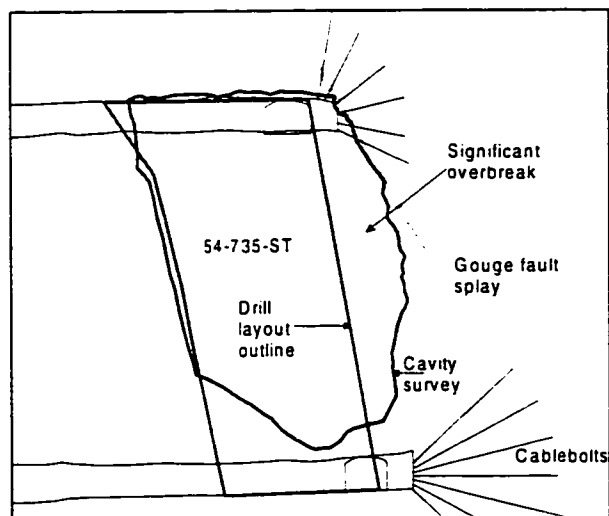 Significant
overbreak
54-735-ST
Gouge fault
splay
Drill
layout
outline
Cavity
survey
Cablebolts